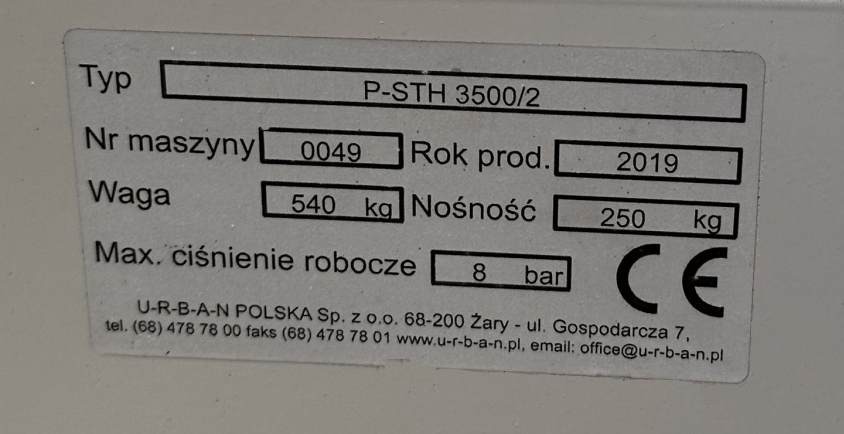 Typ P-STH 3500/2
Nr maszyny 0049 Rok prod. 2019
Waga 540 kg Nośność 250 kg
Max. ciśnienie robocze 8 bar CE
U-R-B-A-N POLSKA Sp. z o.o. 68-200 Żary - ul. Gospodarcza 7,
tel. (68) 478 78 00 faks (68) 478 78 01 www.u-r-b-a-n.pl, email: office@u-r-b-a-n.pl